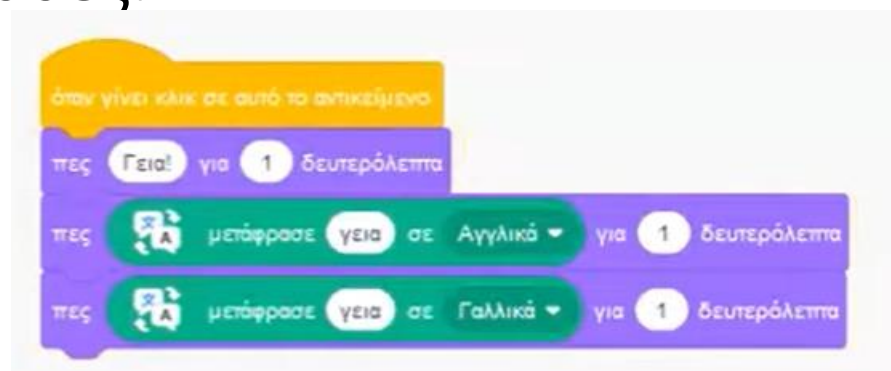 όταν γίνει κλικ σε αυτό το αντικείμενο
πες Γεια! για 1 δευτερόλεπτα
πες μετάφρασε γεια σε Αγγλικά για 1 δευτερόλεπτα
πες μετάφρασε γεια σε Γαλλικά για 1 δευτερόλεπτα